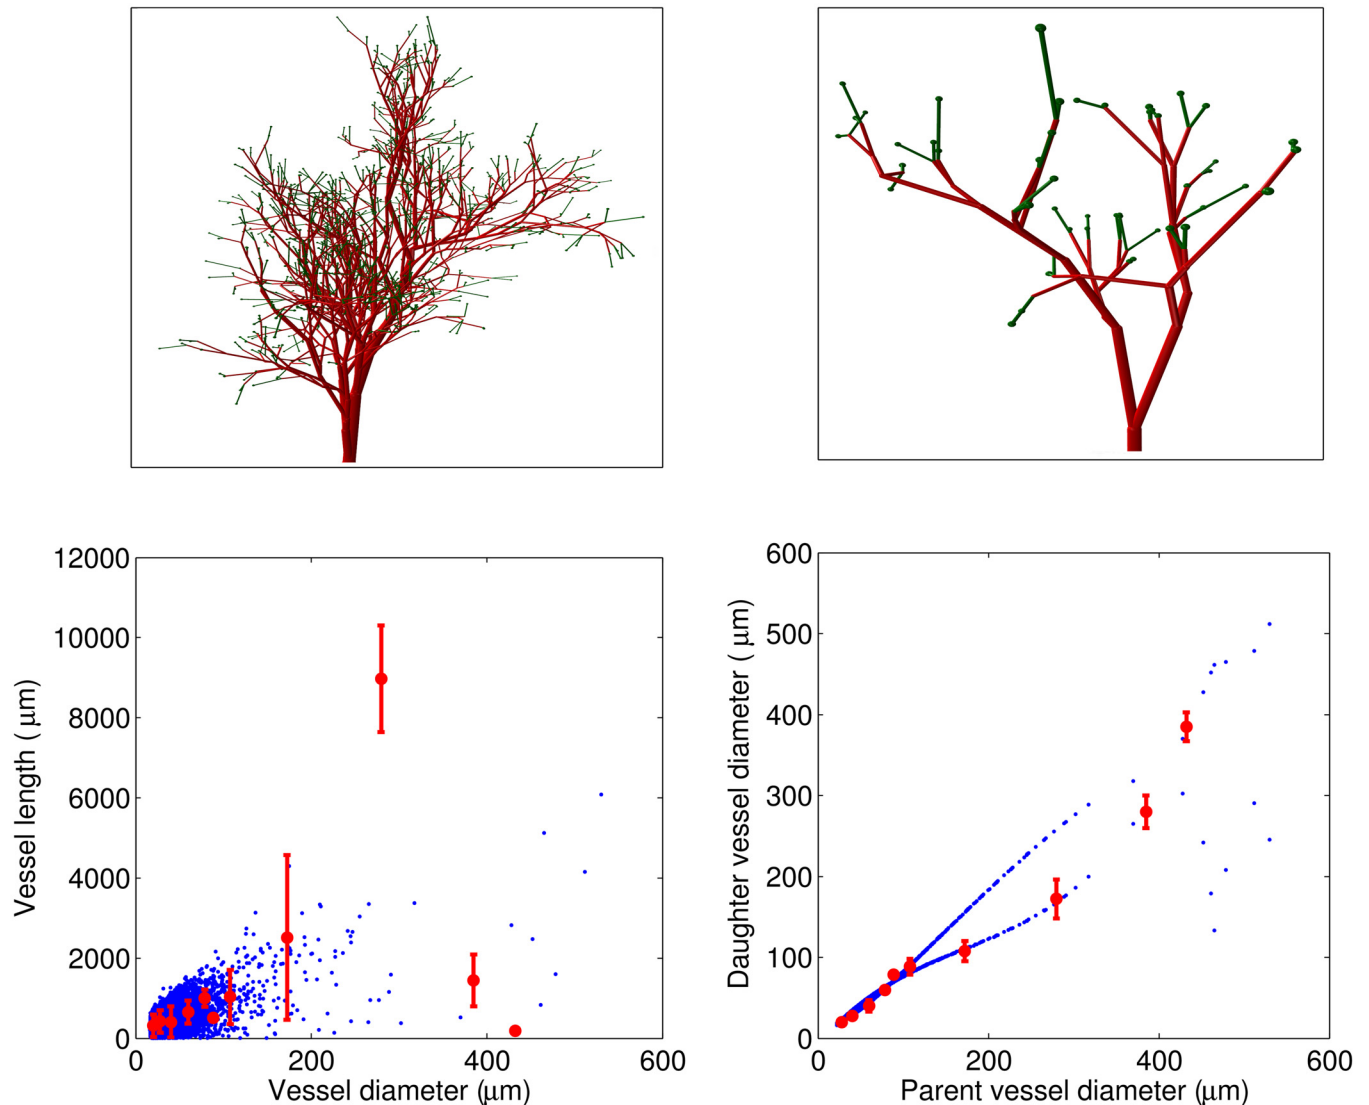 12000
10000
8000
6000
4000
2000
0
0 200 400 600
Vessel length ( μm)
Vessel diameter (μm)
600
500
400
300
200
100
0
0 200 400 600
Daughter vessel diameter ( μm)
Parent vessel diameter (μm)